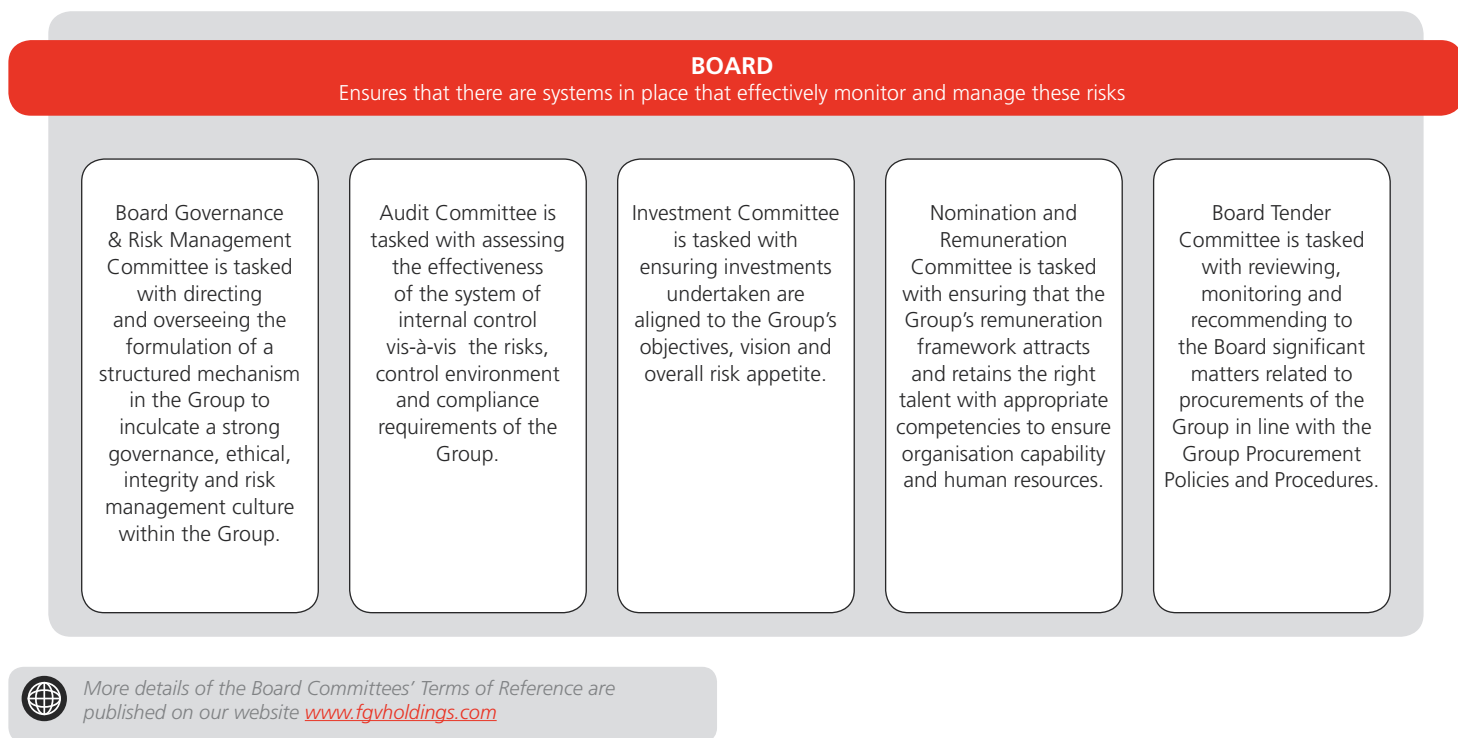 BOARD
Ensures that there are systems in place that effectively monitor and manage these risks
Board Governance
& Risk Management
Committee is tasked
with directing
and overseeing the
formulation of a
structured mechanism
in the Group to
inculcate a strong
governance, ethical,
integrity and risk
management culture
within the Group.
Audit Committee is
tasked with assessing
the effectiveness
of the system of
internal control
vis-à-vis the risks,
control environment
and compliance
requirements of the
Group.
Investment Committee
is tasked with
ensuring investments
undertaken are
aligned to the Group’s
objectives, vision and
overall risk appetite.
Nomination and
Remuneration
Committee is tasked
with ensuring that the
Group’s remuneration
framework attracts
and retains the right
talent with appropriate
competencies to ensure
organisation capability
and human resources.
Board Tender
Committee is tasked
with reviewing,
monitoring and
recommending to
the Board significant
matters related to
procurements of the
Group in line with the
Group Procurement
Policies and Procedures.
More details of the Board Committees’ Terms of Reference are
published on our website www.fgvholdings.com